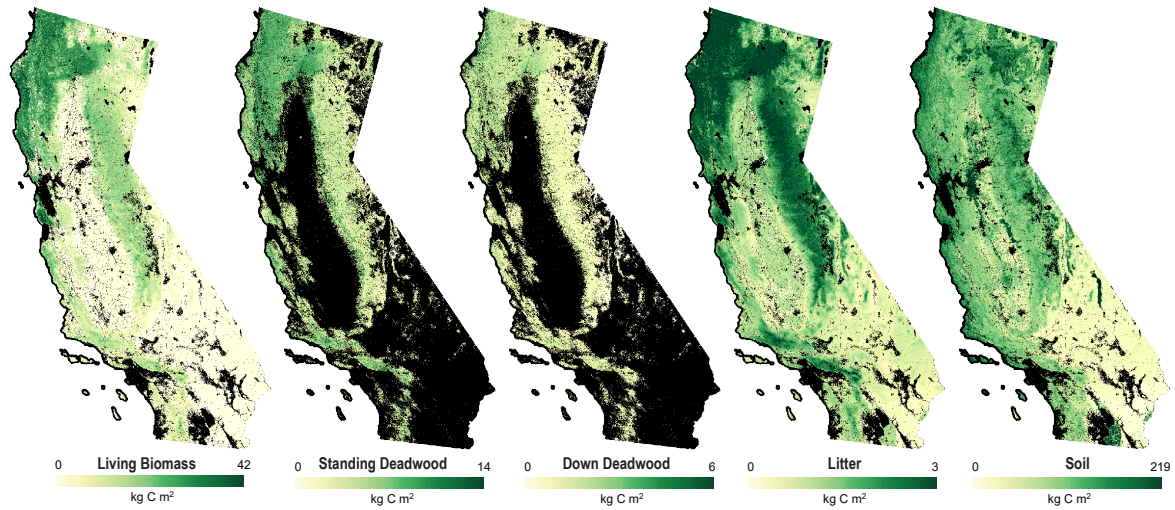 0 Living Biomass 42
kg C m²
0 Standing Deadwood 14
kg C m²
0 Down Deadwood 6
kg C m²
0 Litter 3
kg C m²
0 Soil 219
kg C m²